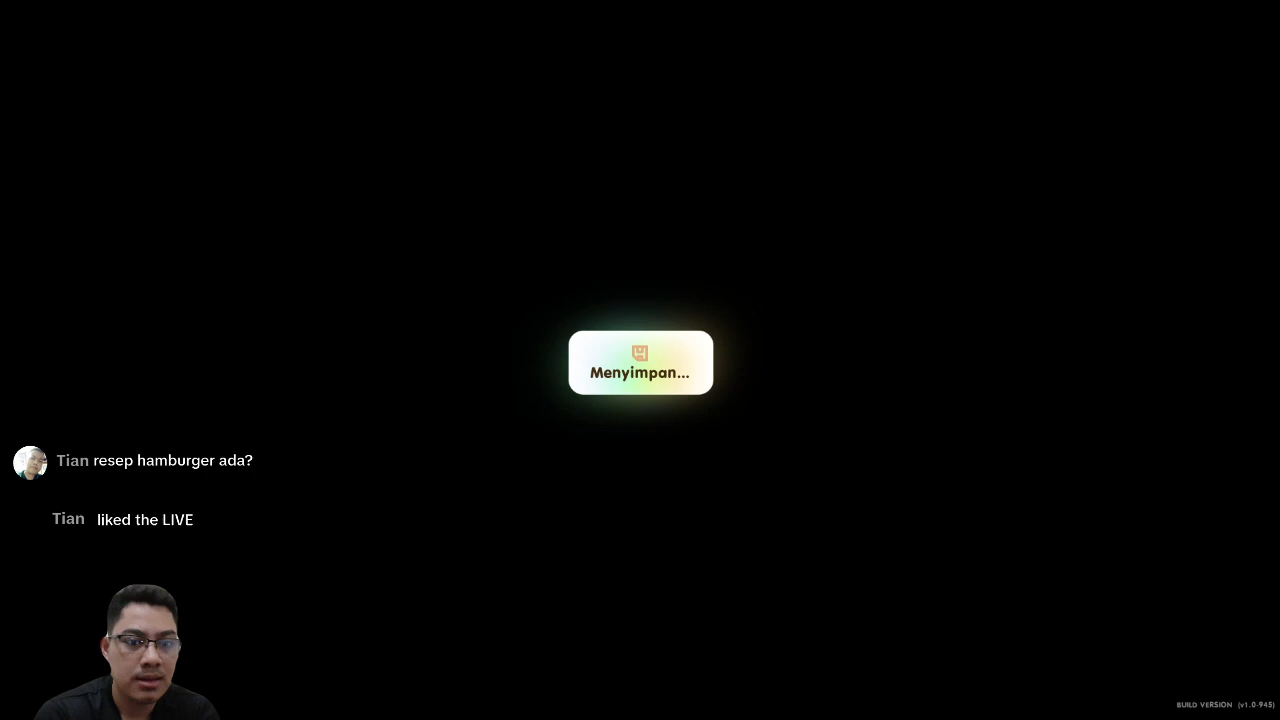 Menyimpan...
Tian resep hamburger ada?
Tian liked the LIVE
BUILD VERSION (v1.0-945)